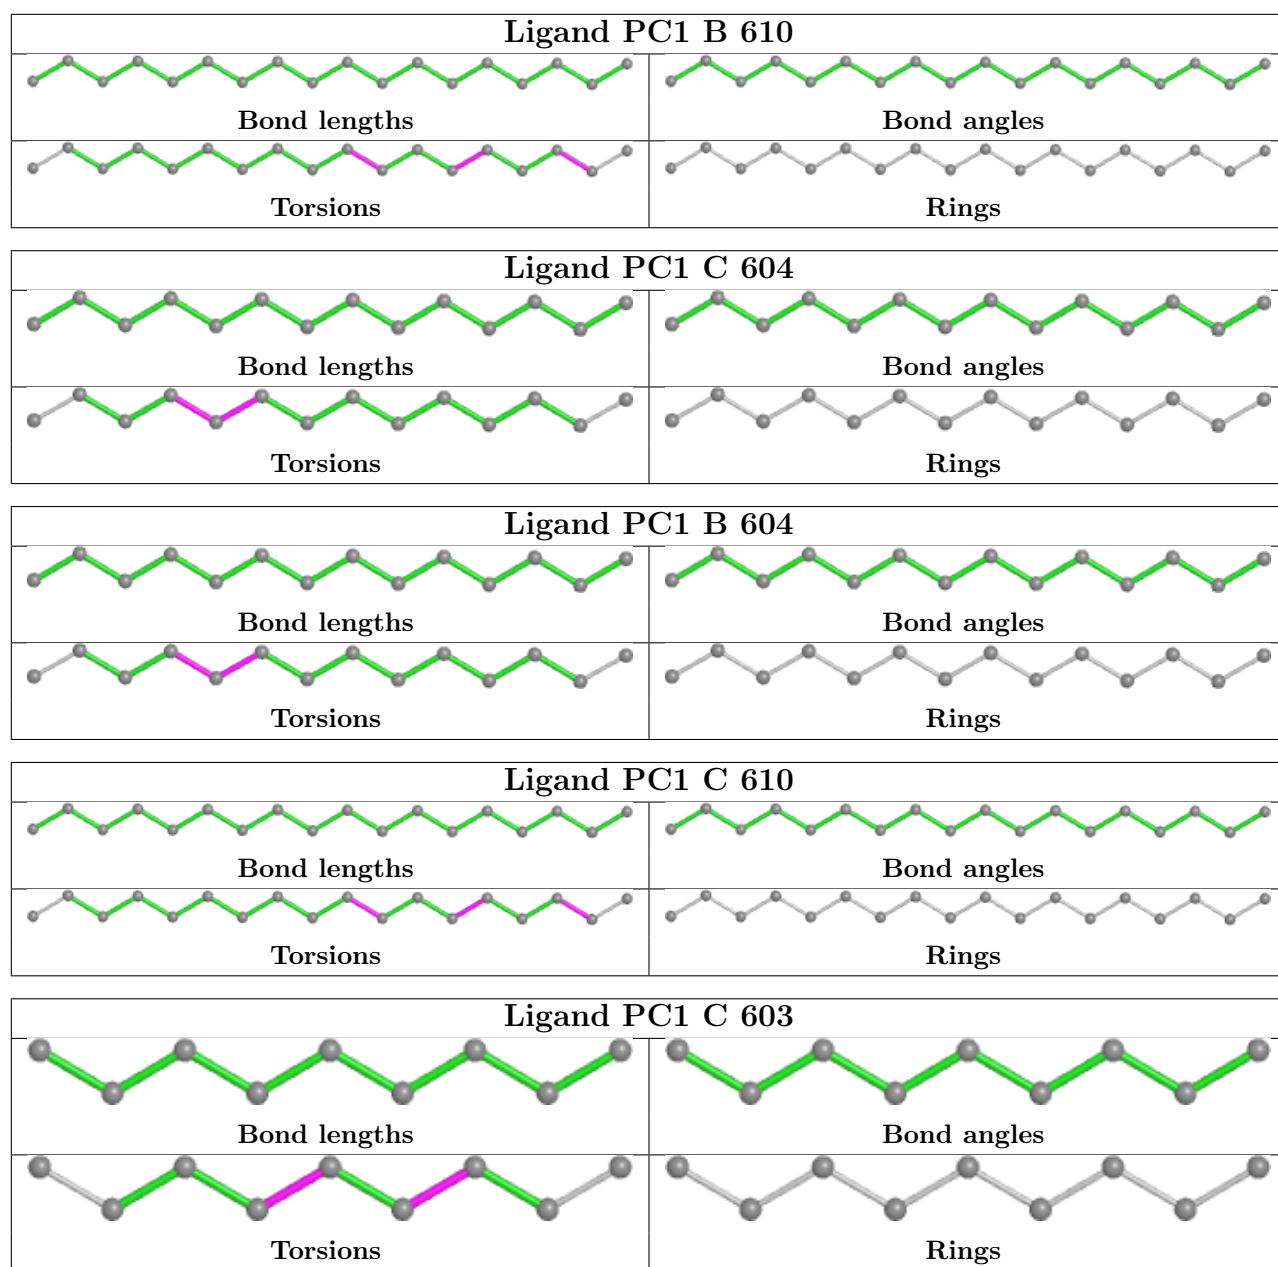 Ligand PC1 B 610
Bond lengths
Bond angles
Torsions
Rings
Ligand PC1 C 604
Bond lengths
Bond angles
Torsions
Rings
Ligand PC1 B 604
Bond lengths
Bond angles
Torsions
Rings
Ligand PC1 C 610
Bond lengths
Bond angles
Torsions
Rings
Ligand PC1 C 603
Bond lengths
Bond angles
Torsions
Rings